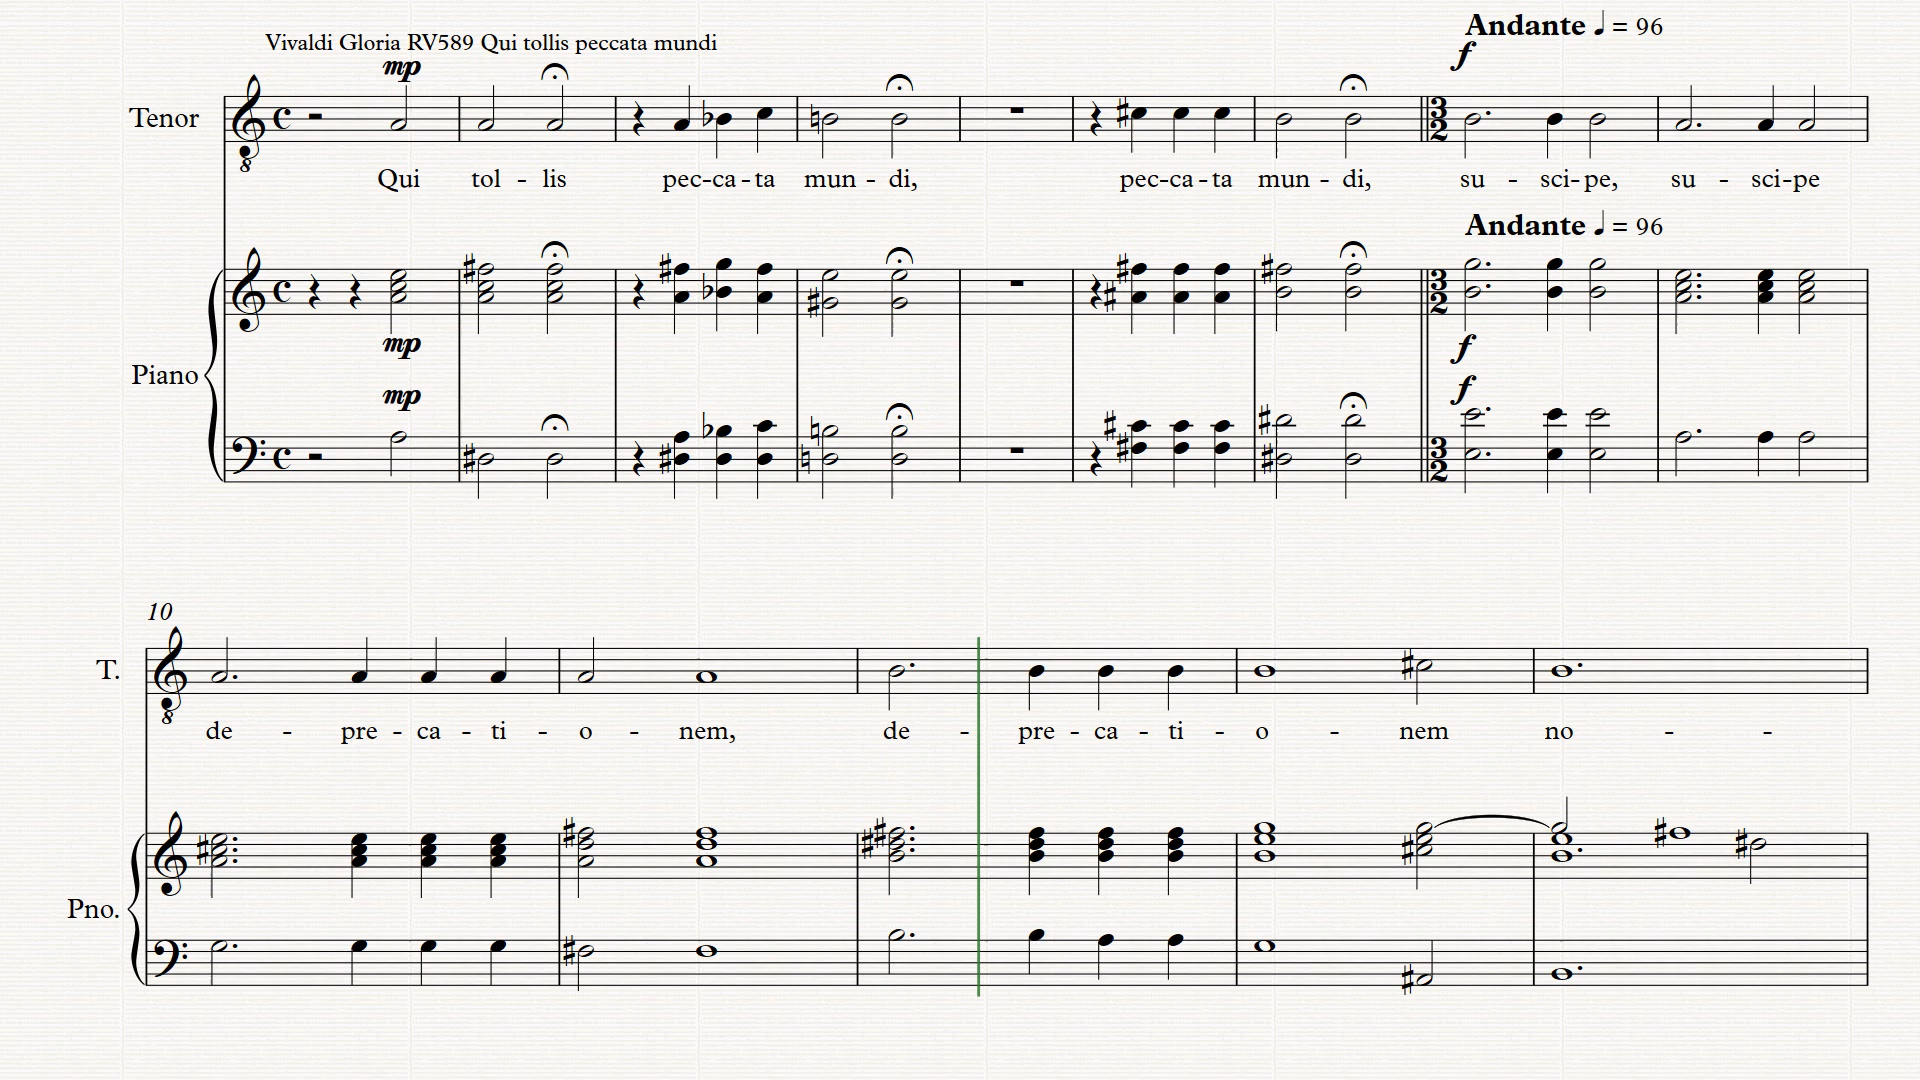 Andante ♩ = 96
Vivaldi Gloria RV589 Qui tollis peccata mundi
mp f
Tenor
8
Qui tol - lis pec-ca-ta mun - di, pec-ca-ta mun - di, su - sci-pe, su - sci-pe
Andante ♩ = 96
mp f
Piano
mp f
10
T.
8
de - pre - ca - ti - o - nem, de - pre - ca - ti - o - nem no - -
Pno.